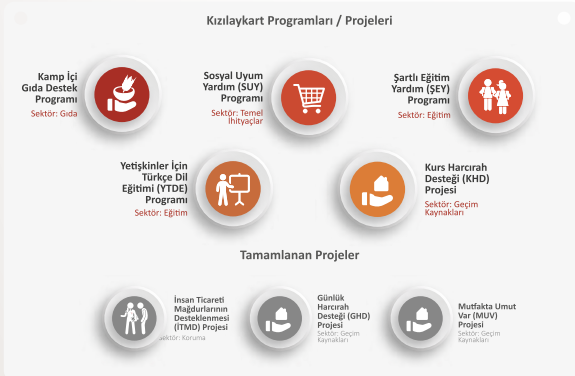 Kızılaykart Programları / Projeleri
Kamp İçi
Gıda Destek
Programı
Sektör: Gıda
Sosyal Uyum
Yardım (SUY)
Programı
Sektör: Temel
İhityaçlar
Şartlı Eğitim
Yardım (ŞEY)
Programı
Sektör: Eğitim
Yetişkinler İçin
Türkçe Dil
Eğitimi (YTDE)
Programı
Sektör: Eğitim
Kurs Harcırah
Desteği (KHD)
Projesi
Sektör: Geçim
Kaynakları
Tamamlanan Projeler
İnsan Ticareti
Mağdurlarının
Desteklenmesi
(İTMD) Projesi
Sektör: Koruma
Günlük
Harcırah
Desteği (GHD)
Projesi
Sektör: Geçim
Kaynakları
Mutfakta Umut
Var (MUV)
Projesi
Sektör: Geçim
Kaynakları